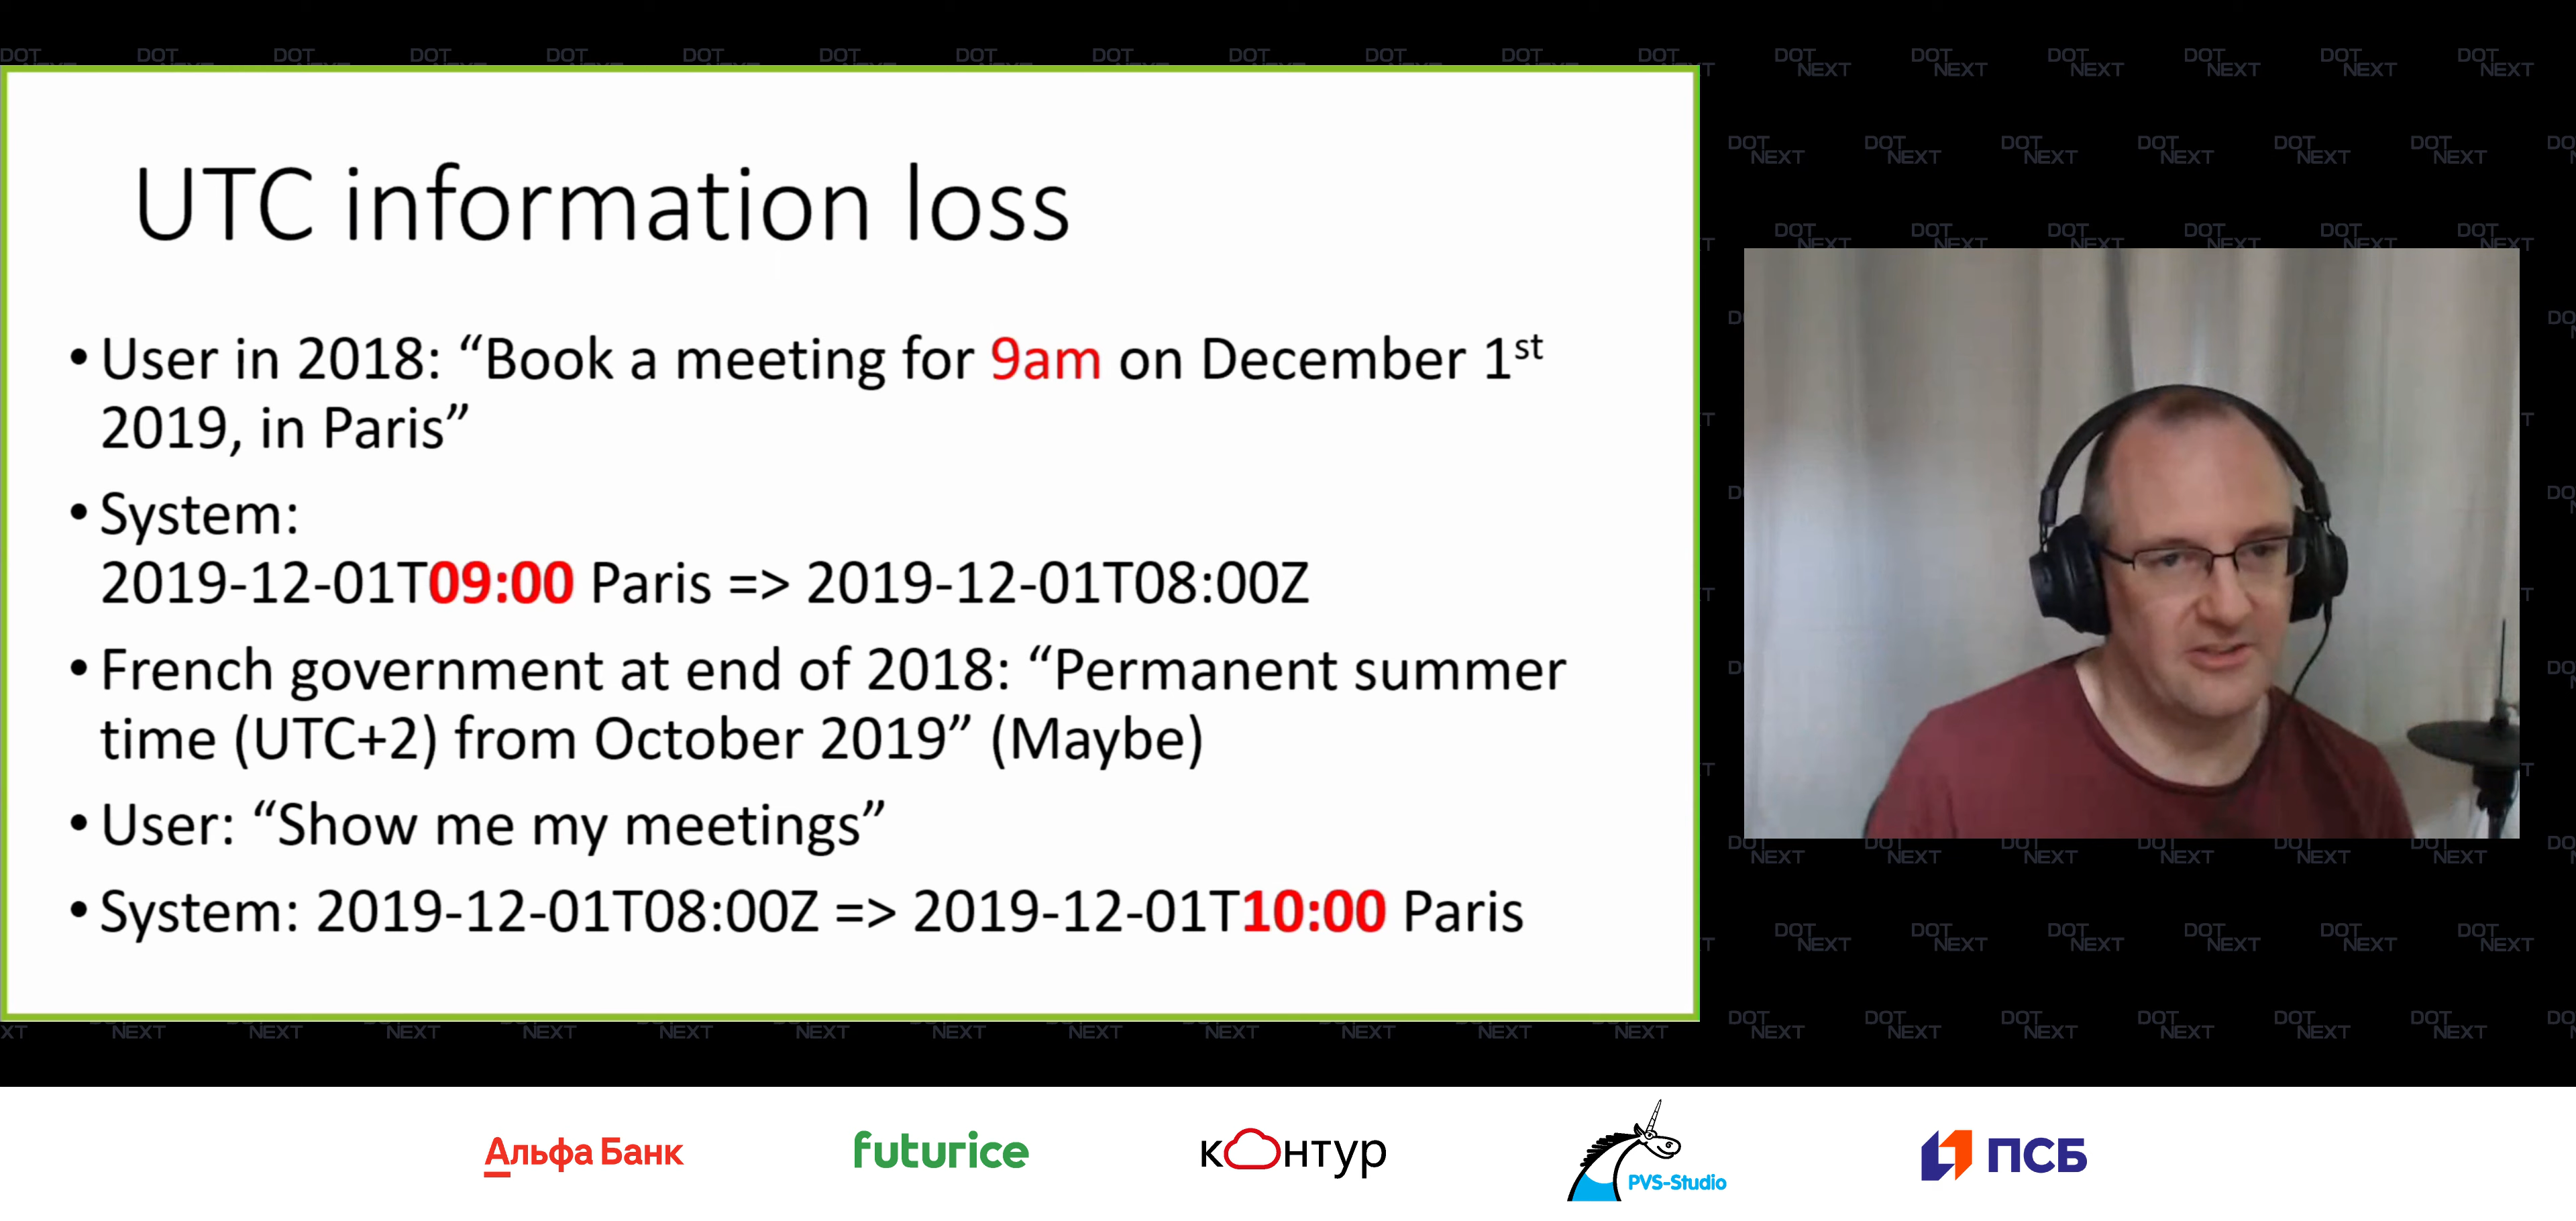 UTC information loss
• User in 2018: “Book a meeting for 9am on December 1st
2019, in Paris”
• System:
2019-12-01T09:00 Paris => 2019-12-01T08:00Z
• French government at end of 2018: “Permanent summer
time (UTC+2) from October 2019” (Maybe)
• User: “Show me my meetings”
• System: 2019-12-01T08:00Z => 2019-12-01T10:00 Paris
DOT NEXT
Альфа Банк
futurice
контур
PVS-Studio
ПСБ